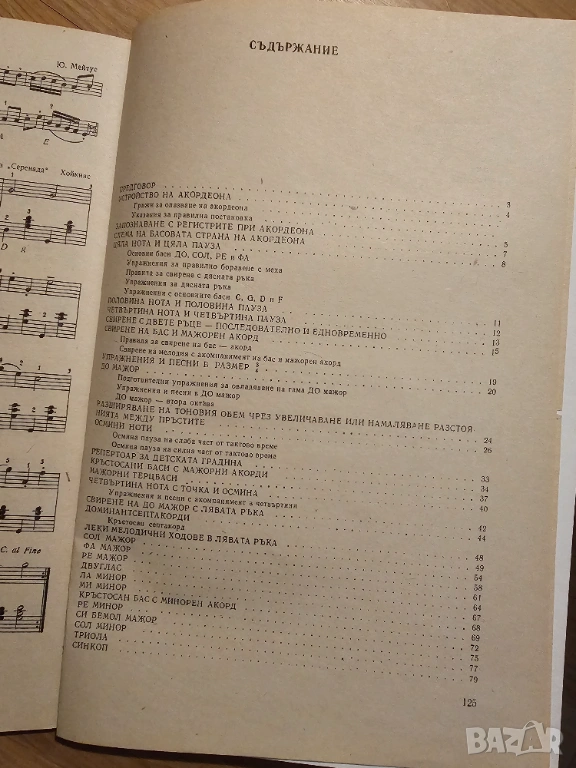 Ю. Мейтус
"Серенада" Хойкинс
C. al Fine
СЪДЪРЖАНИЕ
ПРЕДГОВОР
УСТРОЙСТВО НА АКОРДЕОНА 3
Грижи за опазване на акордеона 4
Указания за правилна постановка
ЗАПОЗНАВАНЕ С РЕГИСТРИТЕ ПРИ АКОРДЕОНА 5
СХЕМА НА БАСОВАТА СТРАНА НА АКОРДЕОНА 7
ЦЯЛА НОТА И ЦЯЛА ПАУЗА 8
Основни баси ДО, СОЛ, РЕ и ФА
Упражнения за правилно боравене с меха
Правила за свирене с дясната ръка
Упражнения за дясната ръка
Упражнения с основните баси C, G, D и F
ПОЛОВИНА НОТА И ПОЛОВИНА ПАУЗА 11
ЧЕТВЪРТИНА НОТА И ЧЕТВЪРТИНА ПАУЗА 12
СВИРЕНЕ С ДВЕТЕ РЪЦЕ — ПОСЛЕДОВАТЕЛНО И ЕДНОВРЕМЕННО 13
СВИРЕНЕ НА БАС И МАЖОРЕН АКОРД 15
Правила за свирене на бас — акорд
Свирене на мелодия с акомпанимент на бас и мажорен акорд
УПРАЖНЕНИЯ И ПЕСНИ В РАЗМЕР 3/8 19
ДО МАЖОР 20
Подготвителни упражнения за овладяване на гама ДО мажор
Упражнения и песни в ДО мажор
ДО мажор — втора октава
РАЗШИРЯВАНЕ НА ТОНОВИЯ ОБЕМ ЧРЕЗ УВЕЛИЧАВАНЕ ИЛИ НАМАЛЯВАНЕ РАЗСТОЯ
НИЯТА МЕЖДУ ПРЪСТИТЕ 24
ОСМИНИ НОТИ 26
Осмина пауза на слаба част от тактово време
Осмина пауза на силна част от тактово време
РЕПЕРТОАР ЗА ДЕТСКАТА ГРАДИНА 33
КРЪСТОСАНИ БАСИ С МАЖОРНИ АКОРДИ 34
МАЖОРНИ ТЕРЦБАСИ 37
ЧЕТВЪРТИНА НОТА С ТОЧКА И ОСМИНА 40
Упражнения и песни с акомпанимент а четвъртини
СВИРЕНЕ НА ДО МАЖОР С ЛЯВАТА РЪКА 42
ДОМИНАНТСЕПТАКОРДИ 44
Кръстосан септакорд
ЛЕКИ МЕЛОДИЧНИ ХОДОВЕ В ЛЯВАТА РЪКА 48
СОЛ МАЖОР 49
ФА МАЖОР 54
РЕ МАЖОР 58
ДВУГЛАС 61
ЛА МИНОР 64
МИ МИНОР 67
КРЪСТОСАН БАС С МИНОРЕН АКОРД 68
РЕ МИНОР 69
СИ БЕМОЛ МАЖОР 72
СОЛ МИНОР 75
ТРИОЛА 77
СИНКОП 79
125
BAZAR